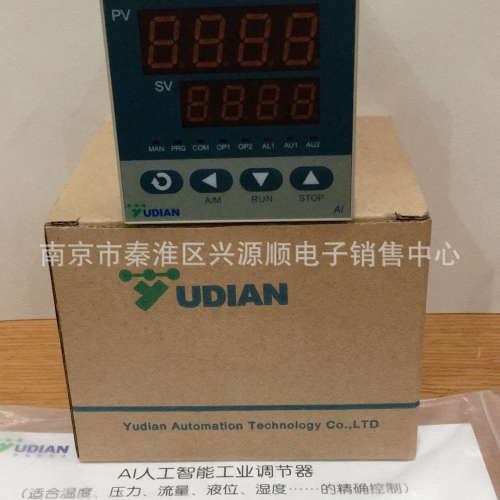 PV
8888
SV
8888
MAN PRG COM OP1 OP2 AL1 AU1 AU2
A/M RUN STOP
YUDIAN AI
南京市秦淮区兴源顺电子销售中心
YUDIAN
Yudian Automation Technology Co.,LTD
YUDIAN
AI人工智能工业调节器
(适合温度、压力、流量、液位、湿度……的精确控制)